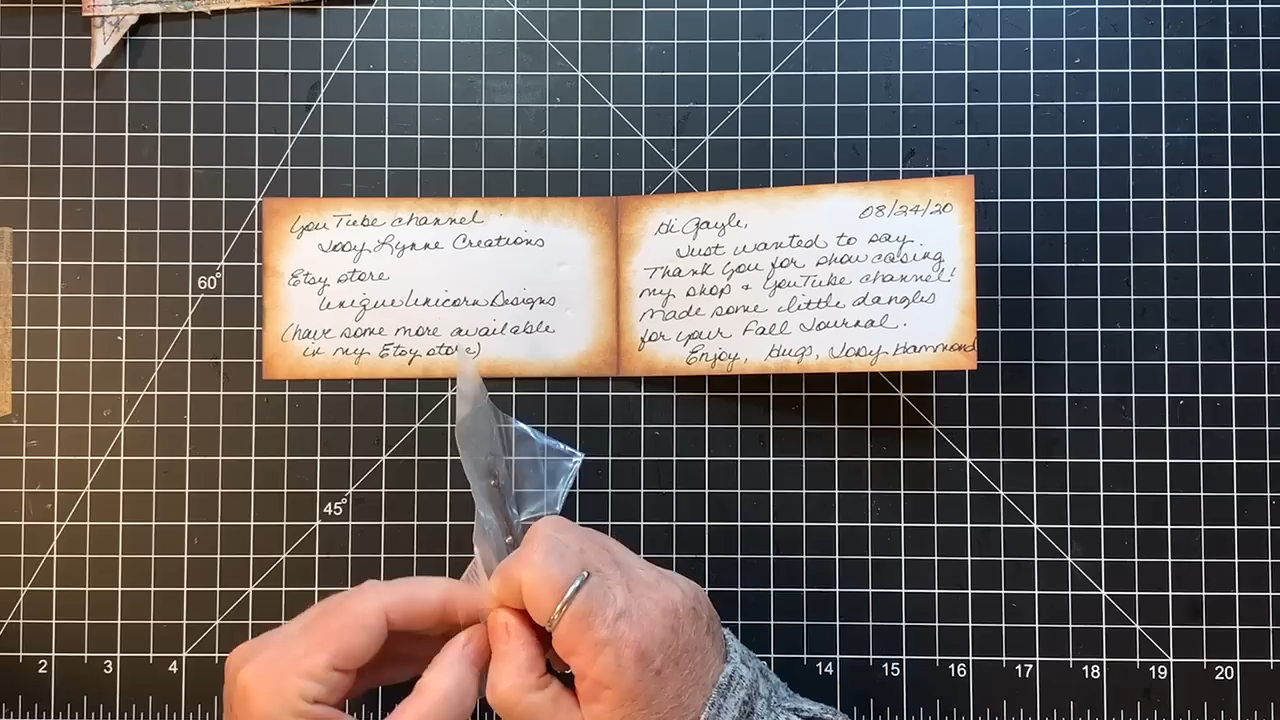 YouTube channel
Jody Lynne Creations
Etsy store
UniqueUnicornDesigns
(have some more available
in my Etsy store)
08/24/20
Hi Gayle,
Just wanted to say
Thank you for show casing
my shop & YouTube channel!
Made some little dangles
for your Fall Journal.
Enjoy, Hugs, Jody Hammond
60°
45°
2 3 4 14 15 16 17 18 19 20